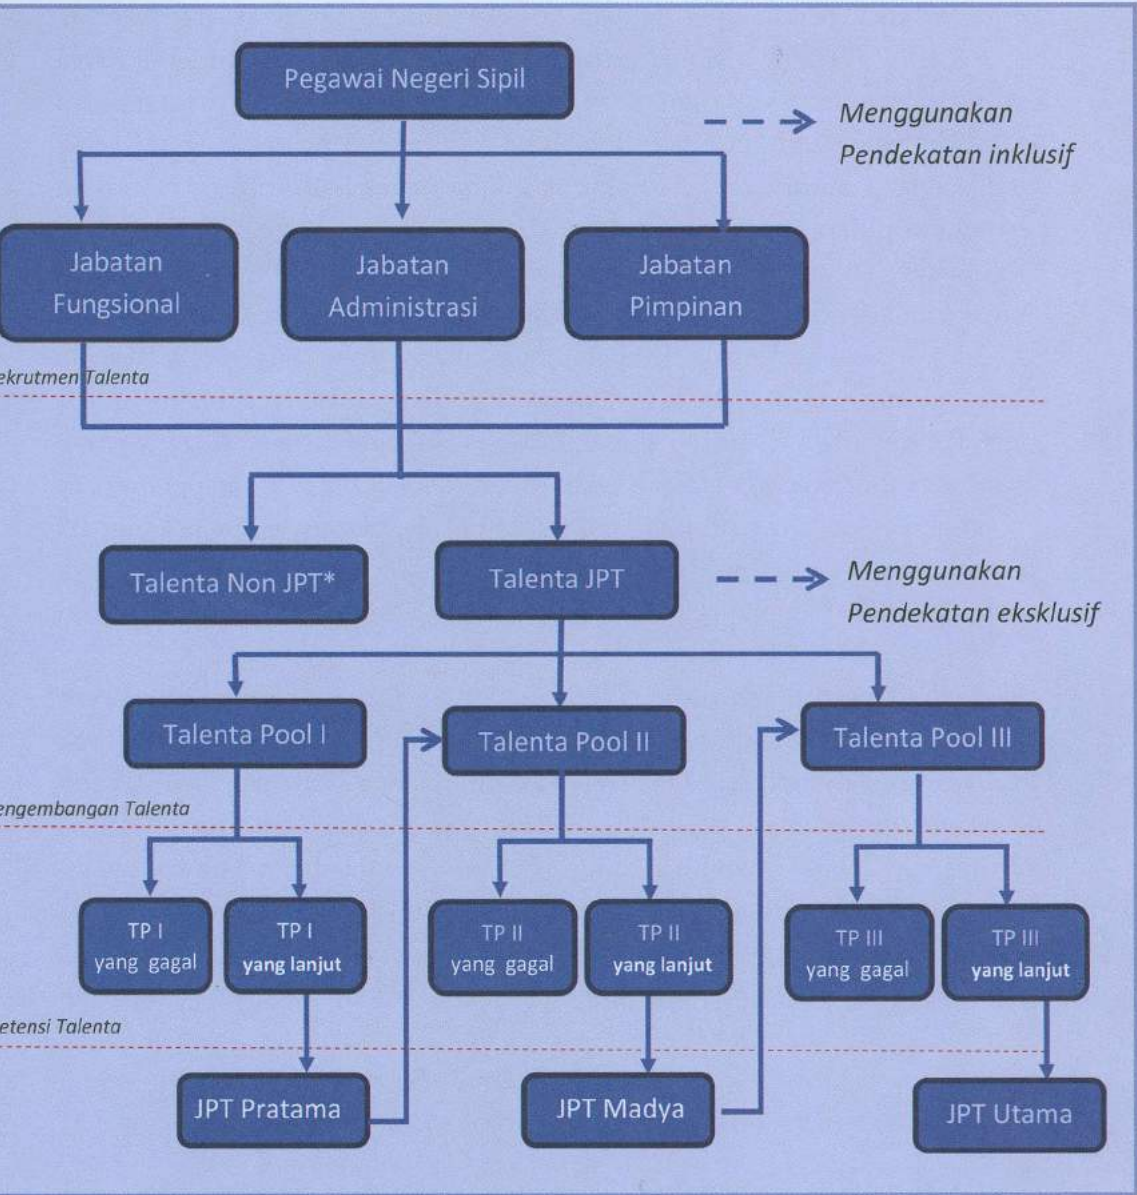 Pegawai Negeri Sipil
Menggunakan
Pendekatan inklusif
Jabatan
Fungsional
Jabatan
Administrasi
Jabatan
Pimpinan
ekrutmen Talenta
Talenta Non JPT*
Talenta JPT
Menggunakan
Pendekatan eksklusif
Talenta Pool I
Talenta Pool II
Talenta Pool III
engembangan Talenta
TP I
yang gagal
TP I
yang lanjut
TP II
yang gagal
TP II
yang lanjut
TP III
yang gagal
TP III
yang lanjut
etensi Talenta
JPT Pratama
JPT Madya
JPT Utama